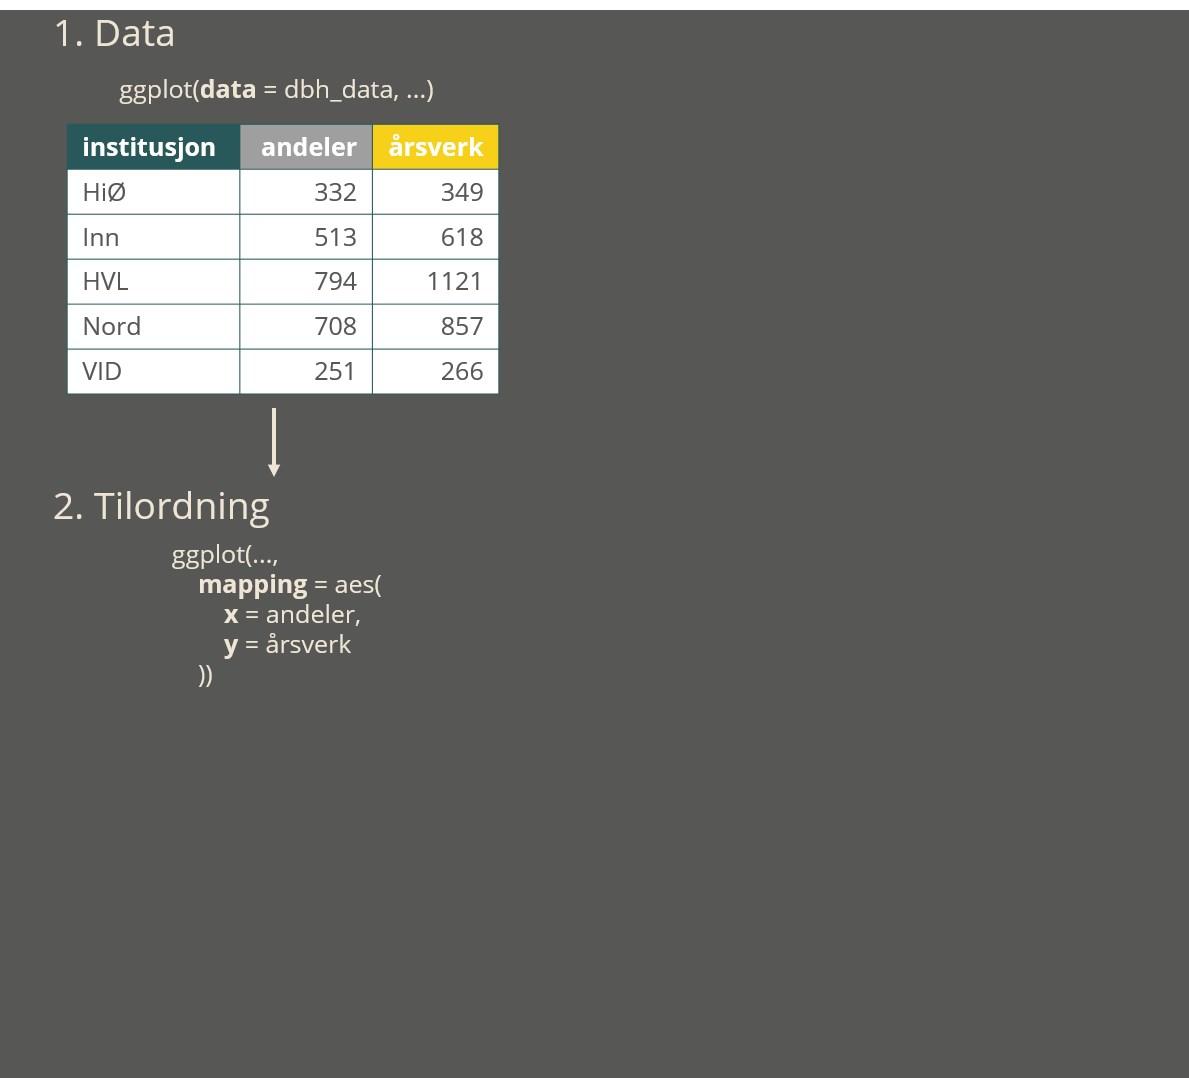 1. Data
ggplot(data = dbh_data, ...)
institusjon andeler årsverk
HiØ 332 349
Inn 513 618
HVL 794 1121
Nord 708 857
VID 251 266
2. Tilordning
ggplot(...,
mapping = aes(
x = andeler,
y = årsverk
))